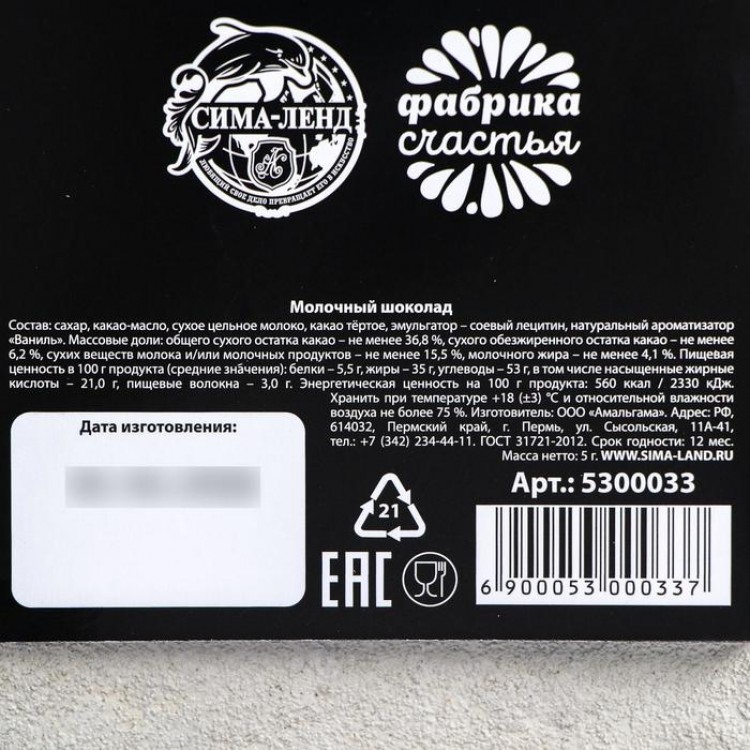 СИМА-ЛЕНД
ЛЮБЯЩИЙ СВОЕ ДЕЛО ПРЕВРАЩАЕТ ЕГО В ИСКУССТВО
фабрика
счастья
Молочный шоколад
Состав: сахар, какао-масло, сухое цельное молоко, какао тёртое, эмульгатор – соевый лецитин, натуральный ароматизатор
«Ваниль». Массовые доли: общего сухого остатка какао – не менее 36,8 %, сухого обезжиренного остатка какао – не менее
6,2 %, сухих веществ молока и/или молочных продуктов – не менее 15,5 %, молочного жира – не менее 4,1 %. Пищевая
ценность в 100 г продукта (средние зна́чения): белки – 5,5 г, жиры – 35 г, углеводы – 53 г, в том числе насыщенные жирные
кислоты – 21,0 г, пищевые волокна – 3,0 г. Энергетическая ценность на 100 г продукта: 560 ккал / 2330 кДж.
Хранить при температуре +18 (±3) °С и относительной влажности
воздуха не более 75 %. Изготовитель: ООО «Амальгама». Адрес: РФ,
614032, Пермский край, г. Пермь, ул. Сысольская, 11А-41,
тел.: +7 (342) 234-44-11. ГОСТ 31721-2012. Срок годности: 12 мес.
Масса нетто: 5 г. WWW.SIMA-LAND.RU
Дата изготовления:
Арт.: 5300033
21
EAC
6 900053 000337